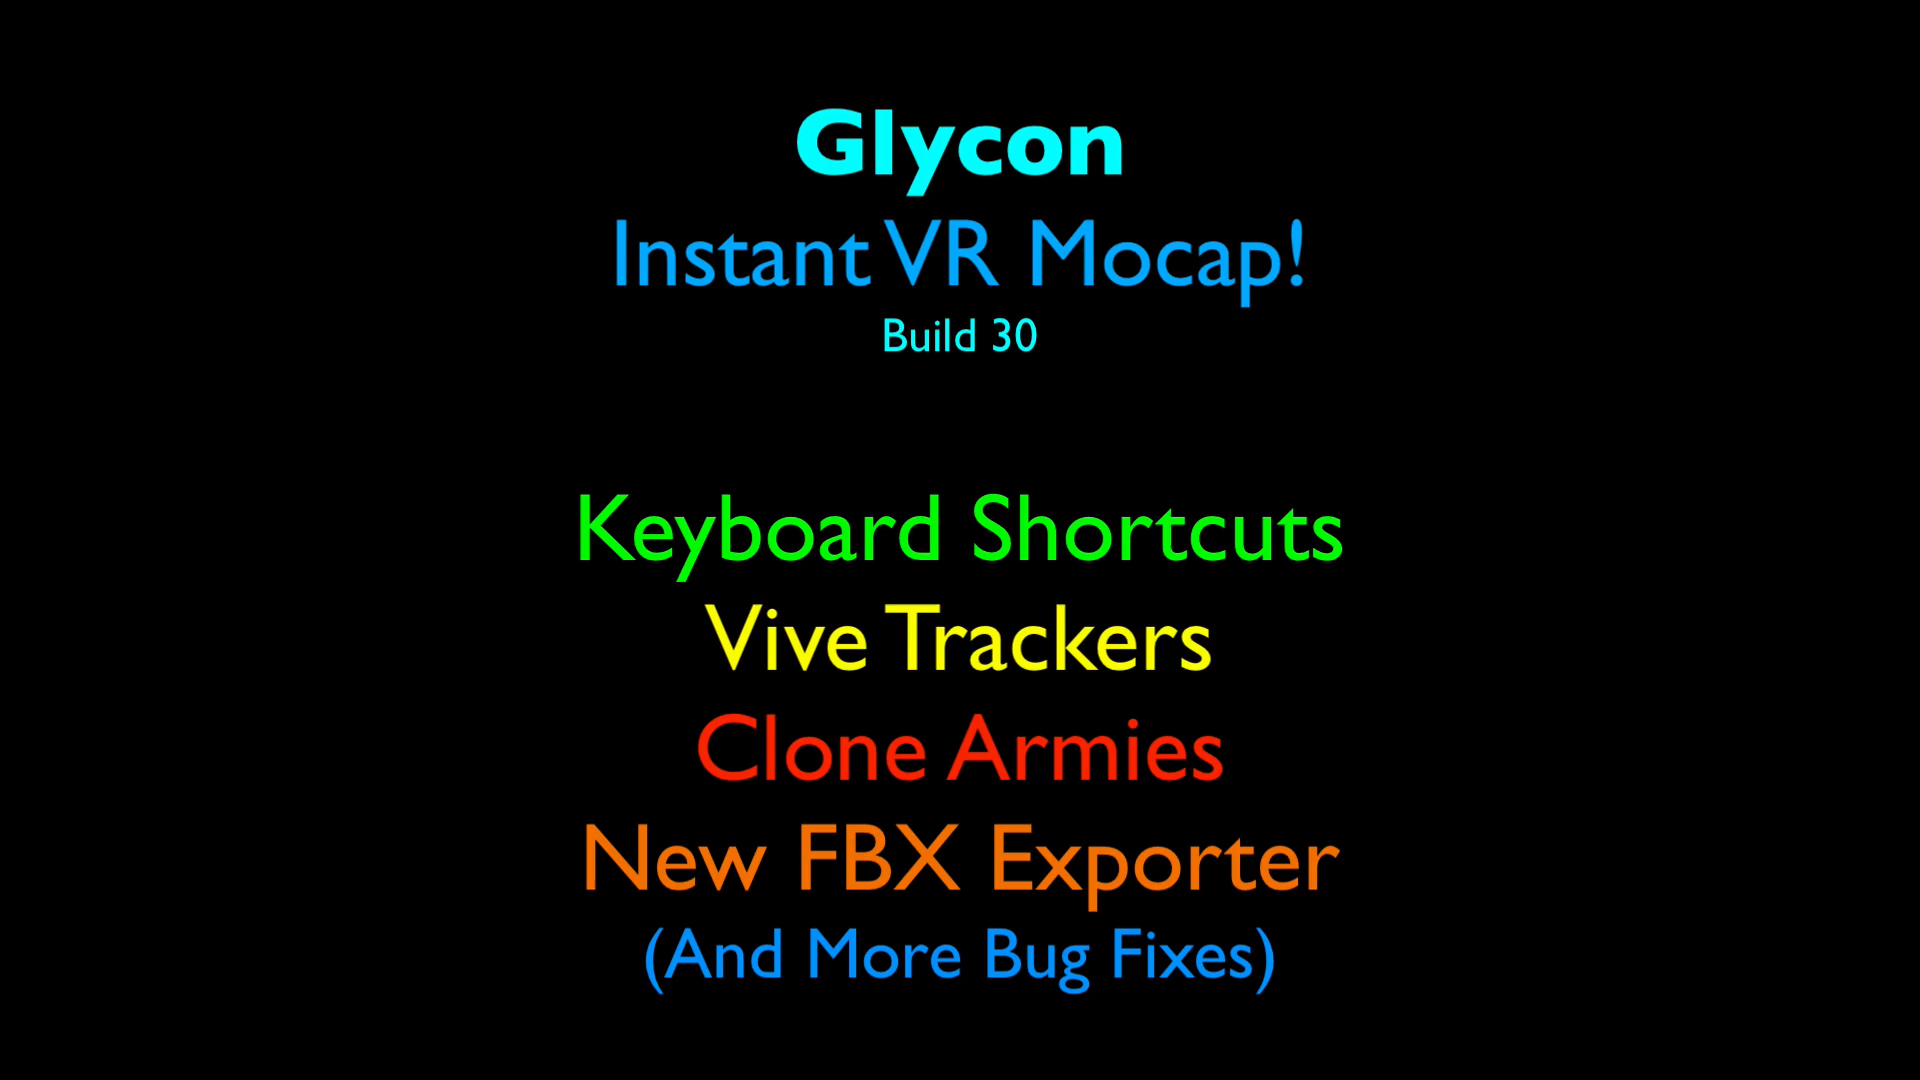 Glycon
Instant VR Mocap!
Build 30
Keyboard Shortcuts
Vive Trackers
Clone Armies
New FBX Exporter
(And More Bug Fixes)